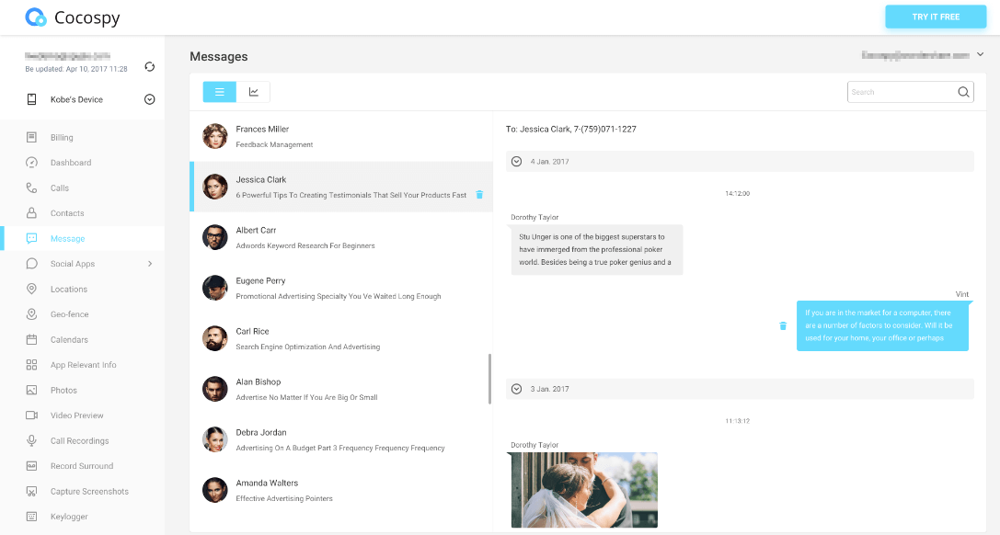 Cocospy
TRY IT FREE
Be updated: Apr 10, 2017 11:28
Kobe's Device
Billing
Dashboard
Calls
Contacts
Message
Social Apps
Locations
Geo-fence
Calendars
App Relevant Info
Photos
Video Preview
Call Recordings
Record Surround
Capture Screenshots
Keylogger
Messages
Search
Frances Miller
Feedback Management
Jessica Clark
6 Powerful Tips To Creating Testimonials That Sell Your Products Fast
Albert Carr
Adwords Keyword Research For Beginners
Eugene Perry
Promotional Advertising Specialty You Ve Waited Long Enough
Carl Rice
Search Engine Optimization And Advertising
Alan Bishop
Advertise No Matter If You Are Big Or Small
Debra Jordan
Advertising On A Budget Part 3 Frequency Frequency Frequency
Amanda Walters
Effective Advertising Pointers
To: Jessica Clark, 7-(759)071-1227
4 Jan. 2017
14:12:00
Dorothy Taylor
Stu Unger is one of the biggest superstars to
have immerged from the professional poker
world. Besides being a true poker genius and a
Vint
If you are in the market for a computer, there
are a number of factors to consider. Will it be
used for your home, your office or perhaps
3 Jan. 2017
11:13:12
Dorothy Taylor